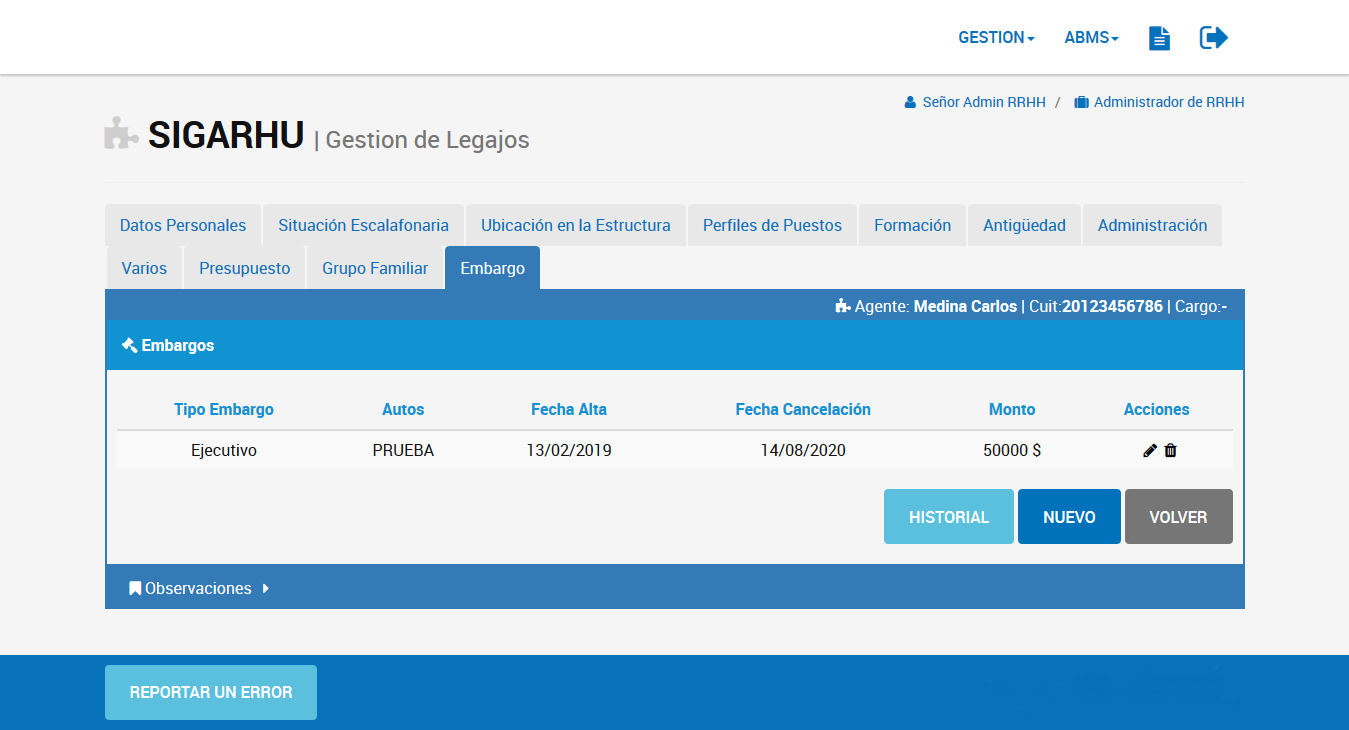 GESTION ABMS
Señor Admin RRHH / Administrador de RRHH
SIGARHU | Gestion de Legajos
Datos Personales Situación Escalafonaria Ubicación en la Estructura Perfiles de Puestos Formación Antigüedad Administración
Varios Presupuesto Grupo Familiar Embargo
Agente: Medina Carlos | Cuit:20123456786 | Cargo:-
Embargos
Tipo Embargo Autos Fecha Alta Fecha Cancelación Monto Acciones
Ejecutivo PRUEBA 13/02/2019 14/08/2020 50000 $
HISTORIAL NUEVO VOLVER
Observaciones
REPORTAR UN ERROR